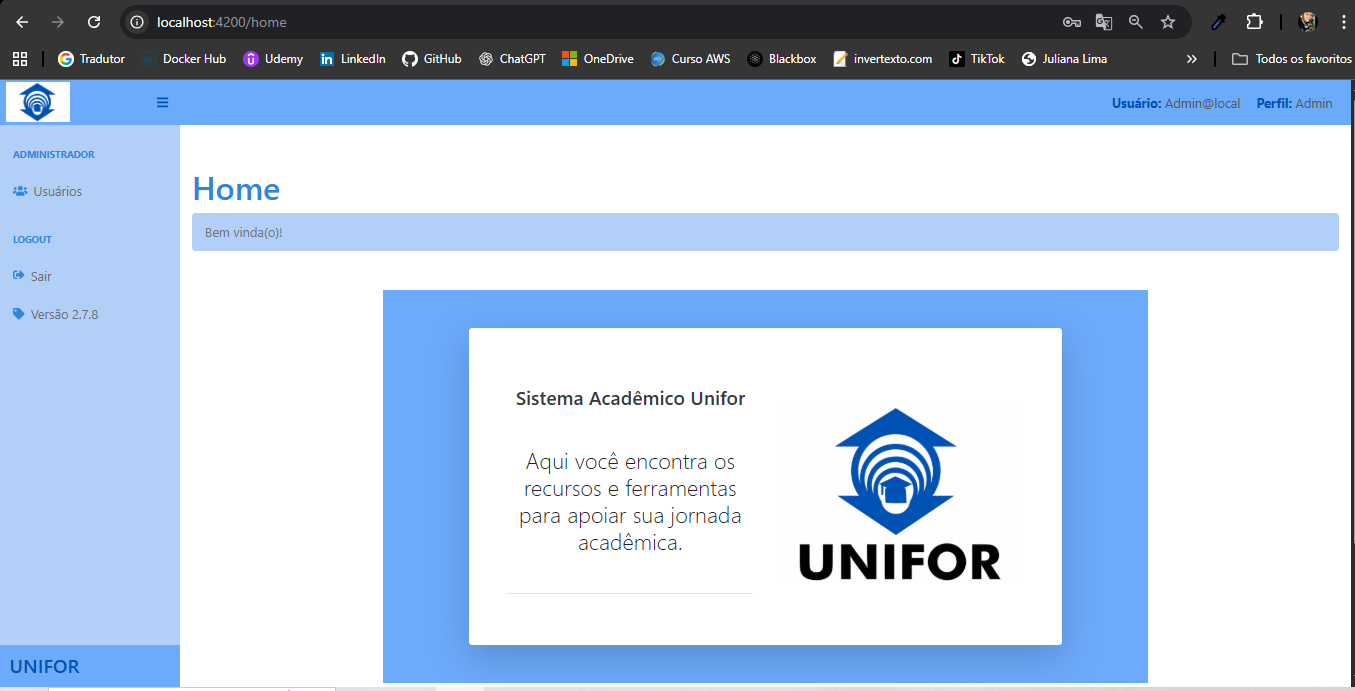 localhost:4200/home
Tradutor Docker Hub Udemy LinkedIn GitHub ChatGPT OneDrive Curso AWS Blackbox invertexto.com TikTok Juliana Lima » Todos os favoritos
Usuário: Admin@local Perfil: Admin
ADMINISTRADOR
Usuários
LOGOUT
Sair
Versão 2.7.8
UNIFOR
Home
Bem vinda(o)!
Sistema Acadêmico Unifor
Aqui você encontra os
recursos e ferramentas
para apoiar sua jornada
acadêmica.
UNIFOR